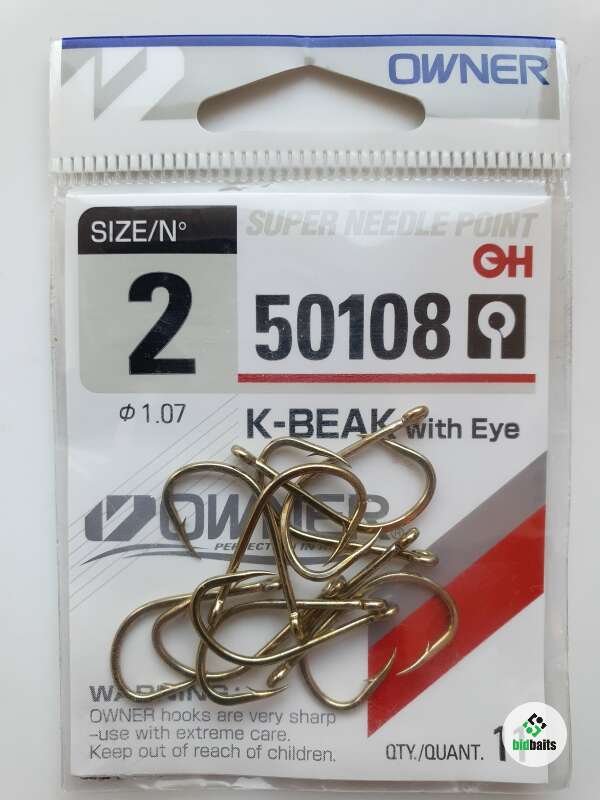 OWNER
SIZE/N°
2
Φ 1.07
SUPER NEEDLE POINT
50108
K-BEAK with Eye
OWNER
WARNING:
OWNER hooks are very sharp
–use with extreme care.
Keep out of reach of children.
QTY./QUANT.
bidbaits